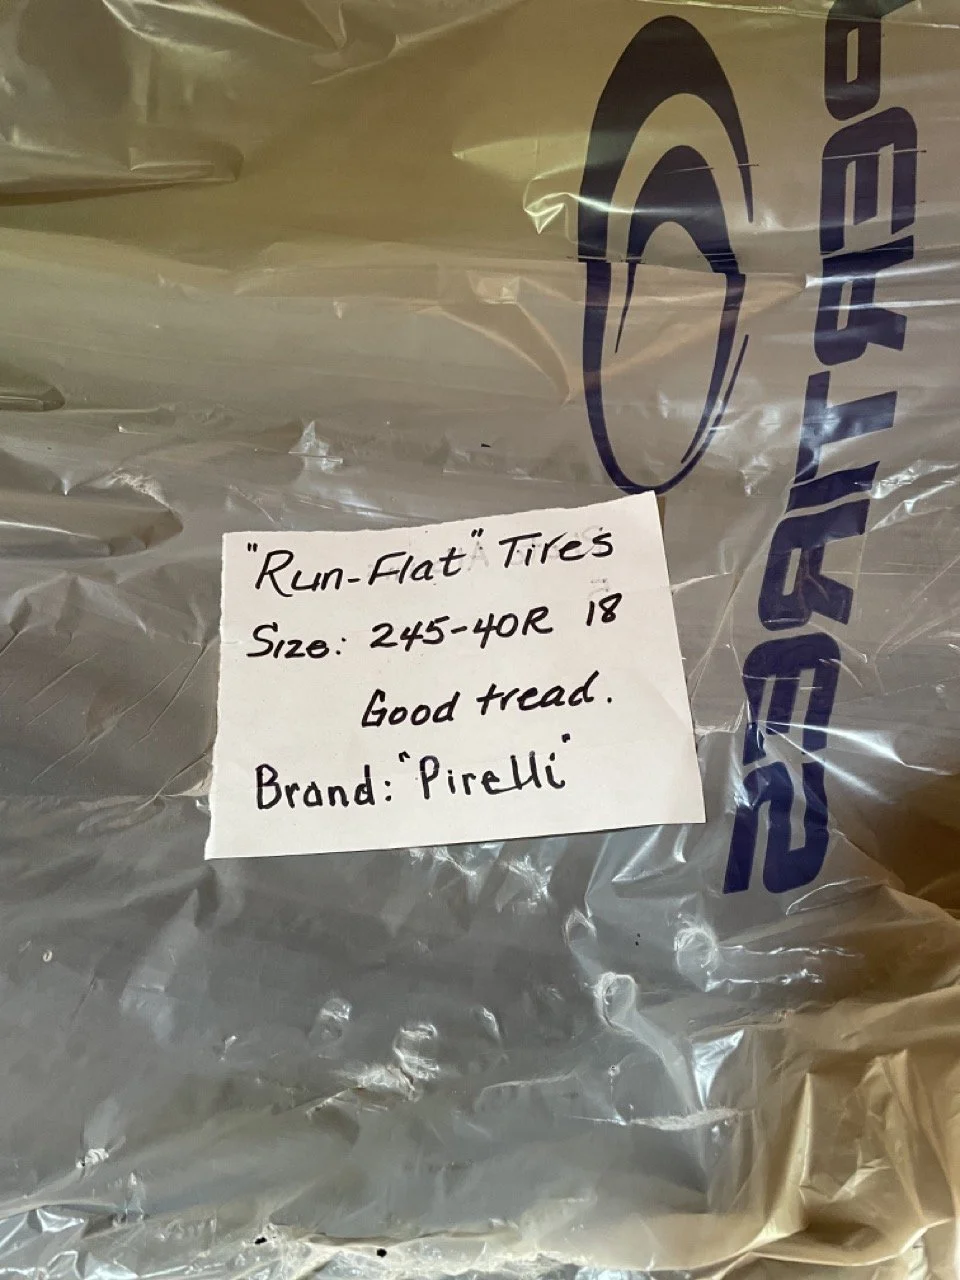 "Run-Flat" Tires
Size: 245-40R 18
Good tread.
Brand: "Pirelli"